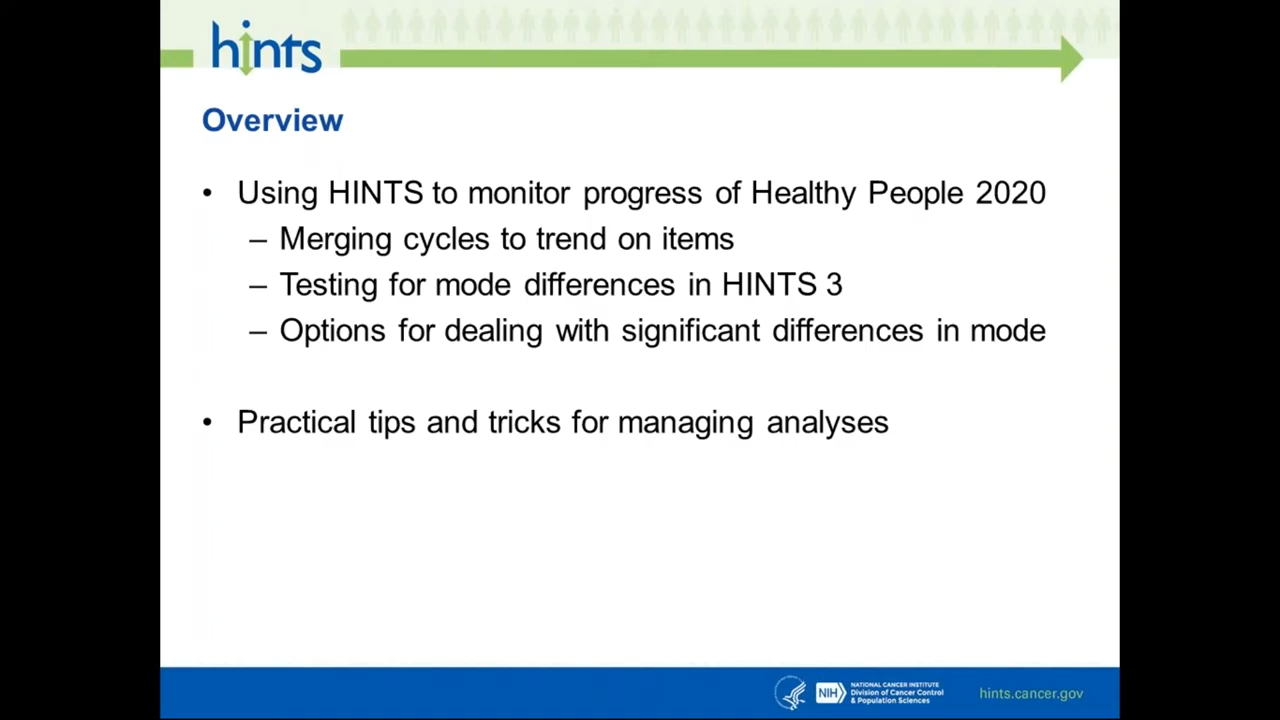 hints
Overview
• Using HINTS to monitor progress of Healthy People 2020
– Merging cycles to trend on items
– Testing for mode differences in HINTS 3
– Options for dealing with significant differences in mode
• Practical tips and tricks for managing analyses
NIH
NATIONAL CANCER INSTITUTE
Division of Cancer Control
& Population Sciences
hints.cancer.gov